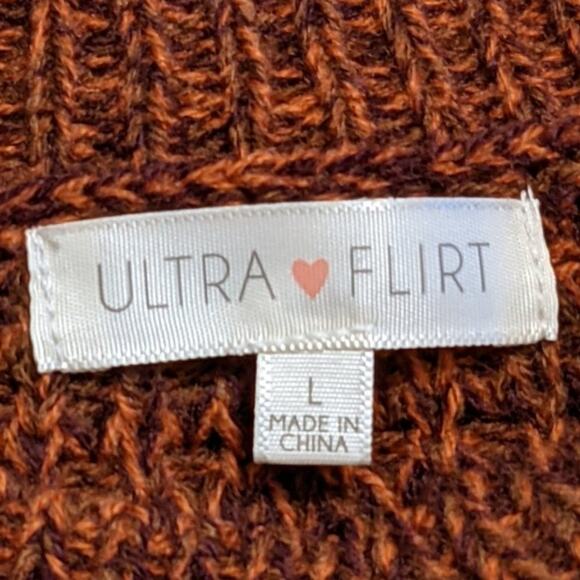 ULTRA ♥ FLIRT
L
MADE IN
CHINA